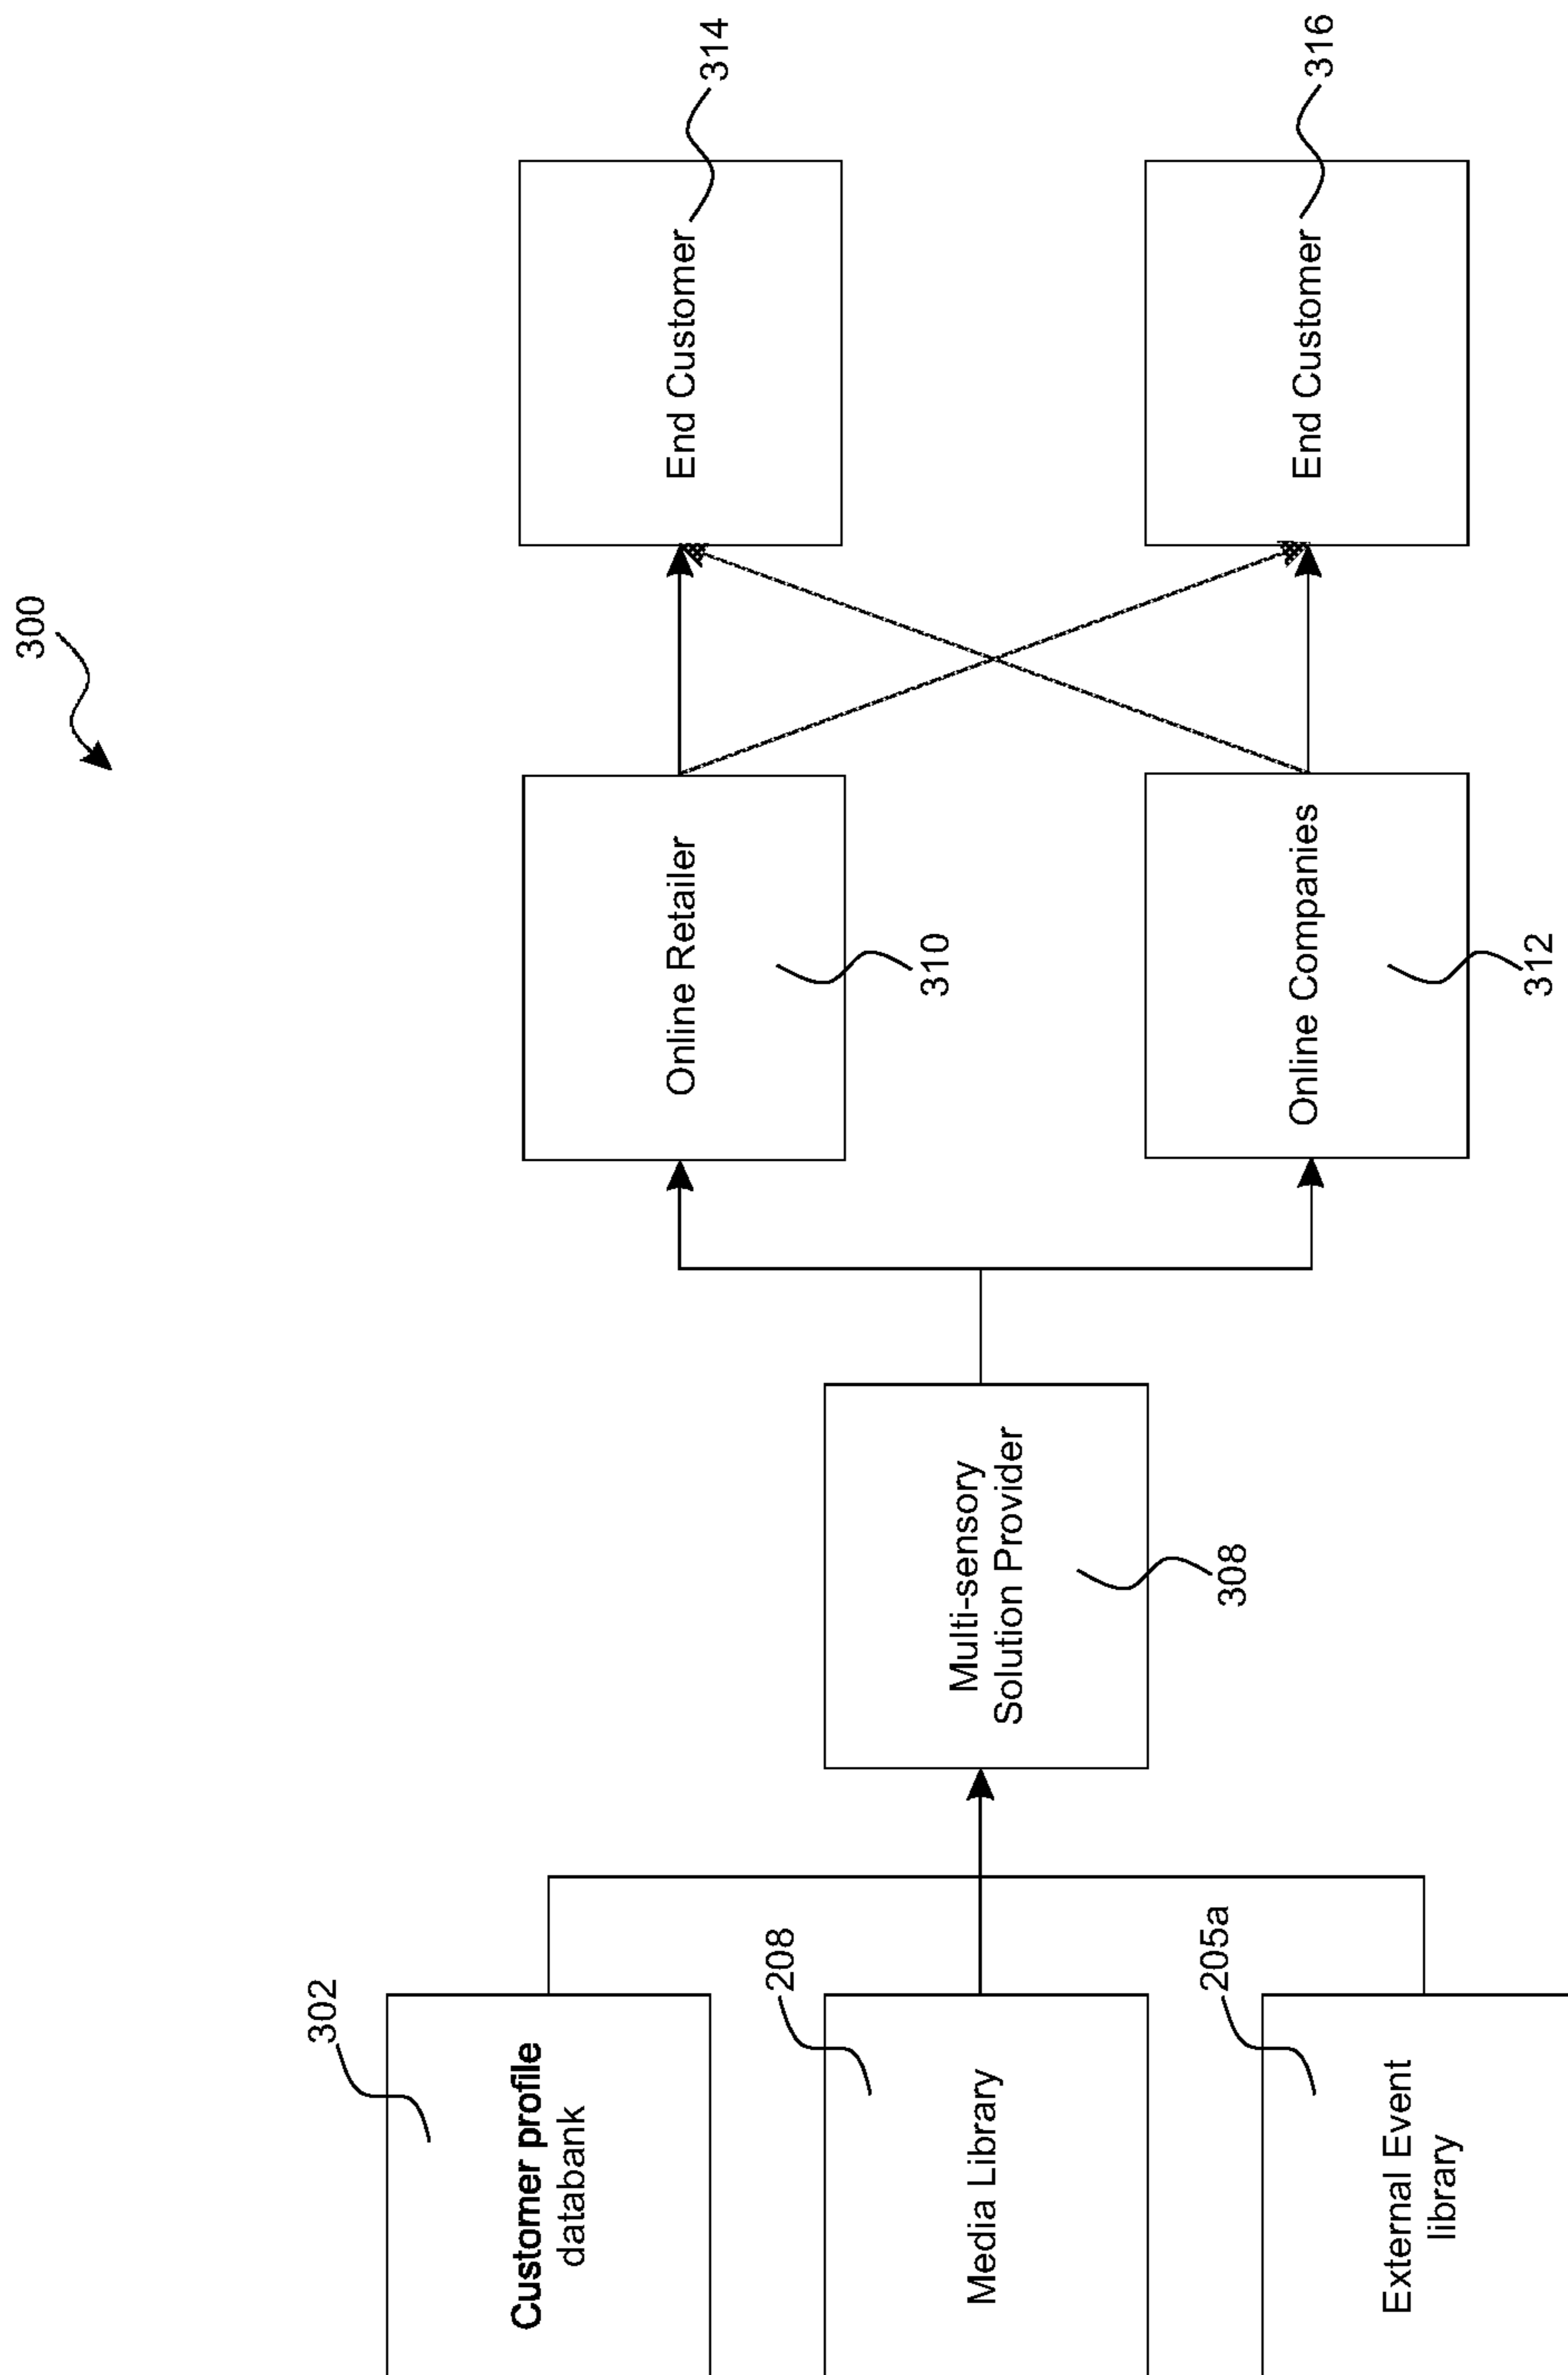 300
302
Customer profile
databank
208
Media Library
205a
External Event
library
Multi-sensory
Solution Provider
308
Online Retailer
310
Online Companies
312
End Customer
314
End Customer
316